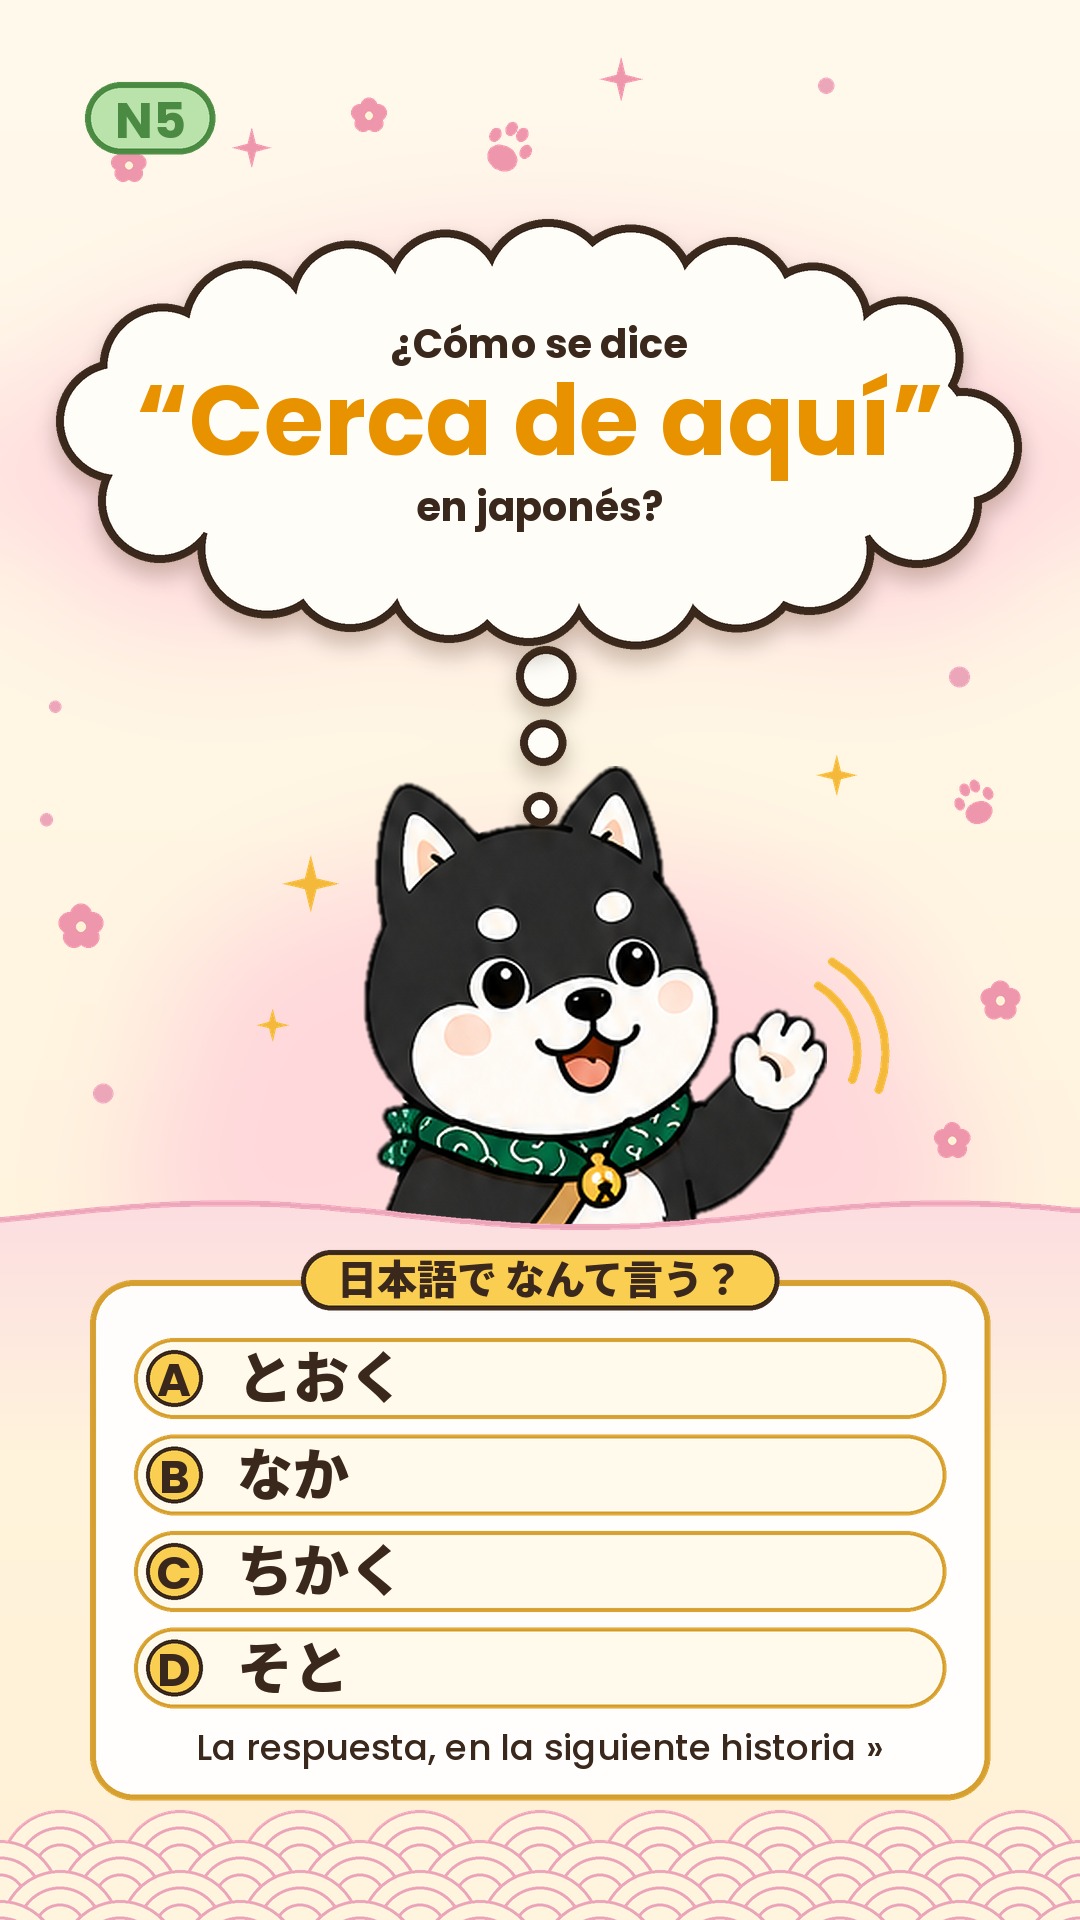 N5
¿Cómo se dice
“Cerca de aquí”
en japonés?
日本語で なんて言う？
A とおく
B なか
C ちかく
D そと
La respuesta, en la siguiente historia »